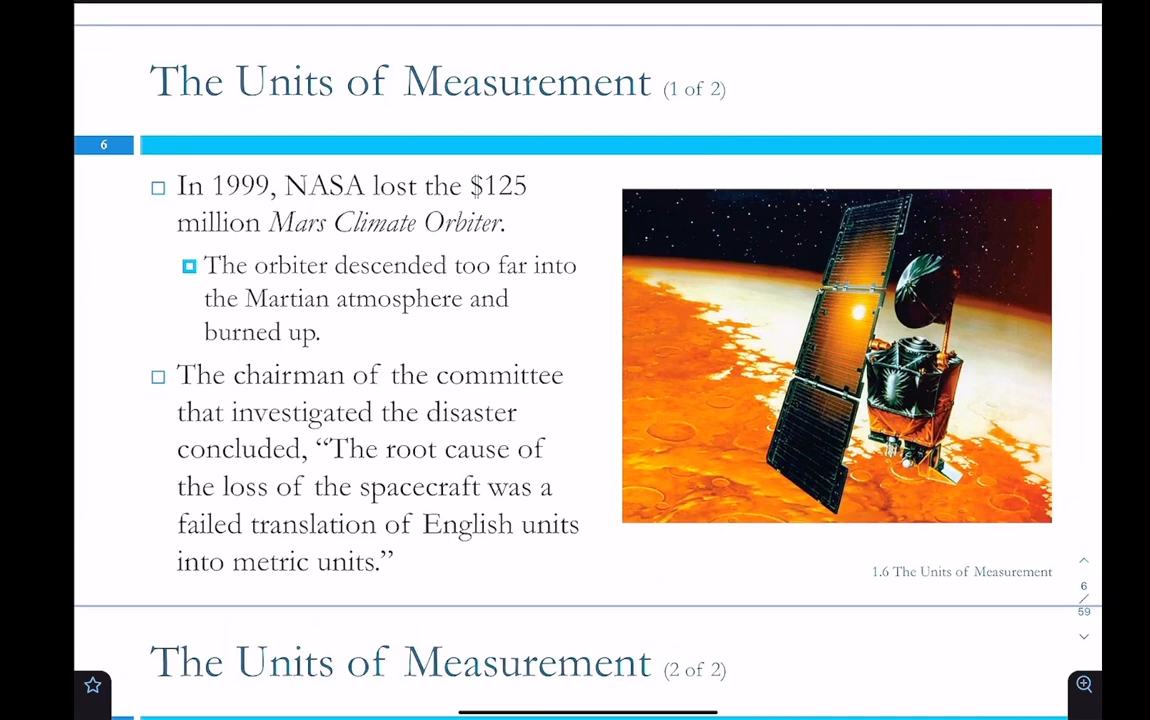 The Units of Measurement (1 of 2)
6
In 1999, NASA lost the $125
million Mars Climate Orbiter.
The orbiter descended too far into
the Martian atmosphere and
burned up.
The chairman of the committee
that investigated the disaster
concluded, “The root cause of
the loss of the spacecraft was a
failed translation of English units
into metric units.”
1.6 The Units of Measurement
6
/
59
The Units of Measurement (2 of 2)